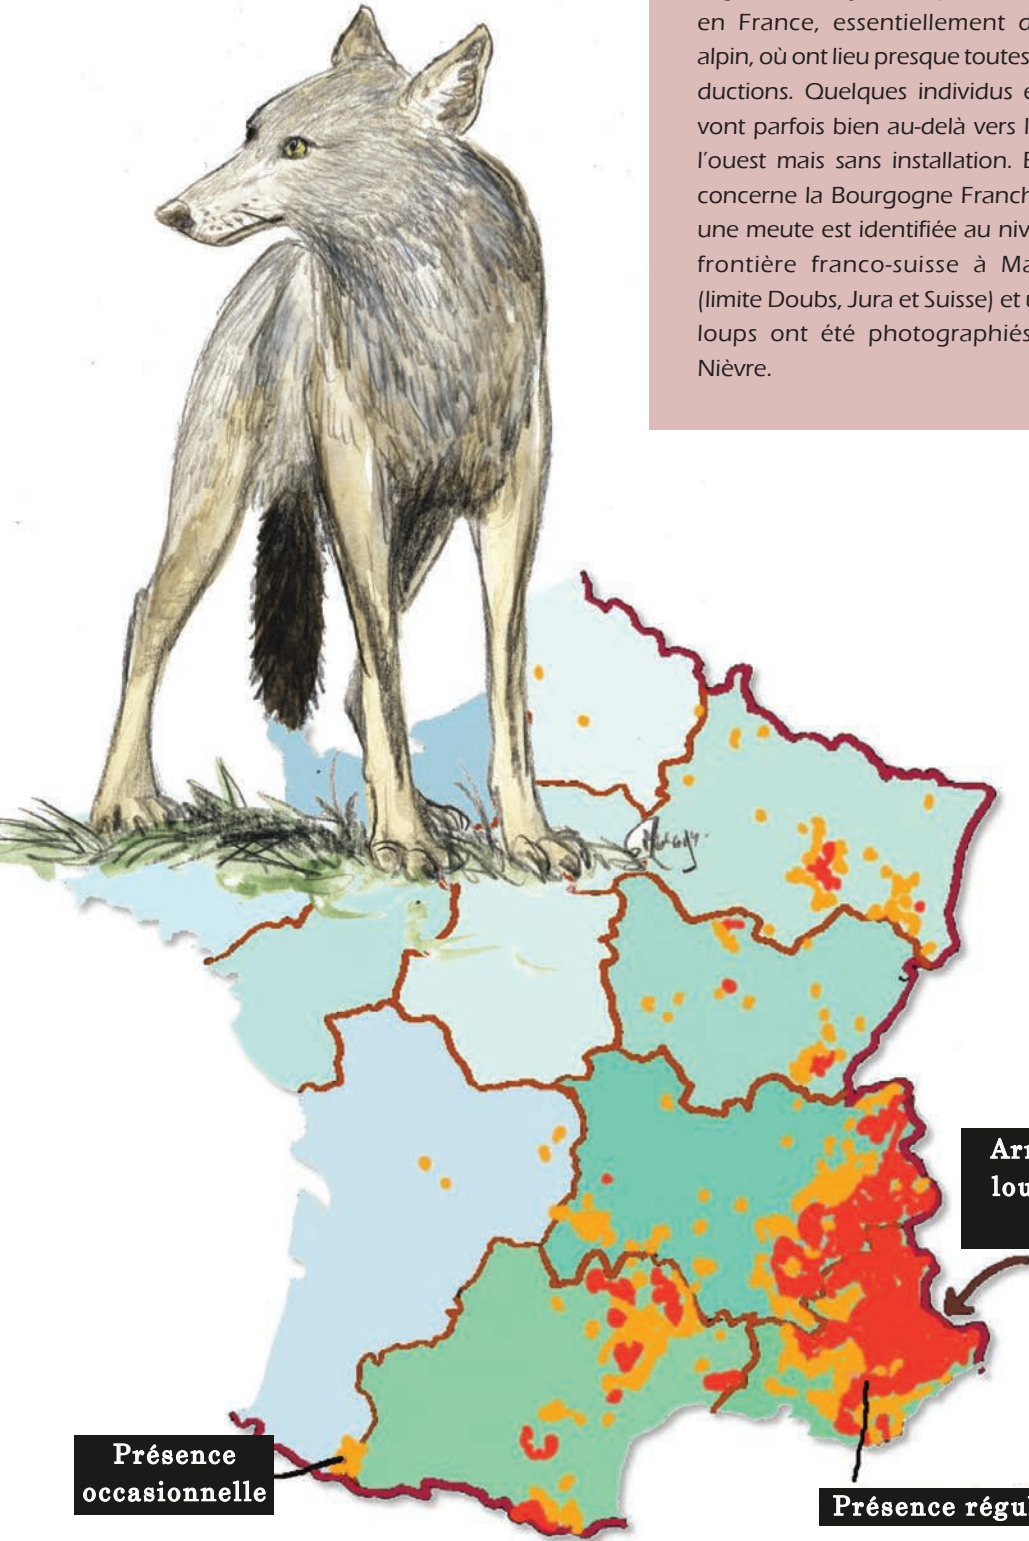 en France, essentiellement
alpin, où ont lieu presque toutes
ductions. Quelques individus
vont parfois bien au-delà vers
l'ouest mais sans installation.
concerne la Bourgogne Franch
une meute est identifiée au niv
frontière franco-suisse à Ma
(limite Doubs, Jura et Suisse) et
loups ont été photographiés
Nièvre.
Arr
lou
Présence
occasionnelle
Présence régul